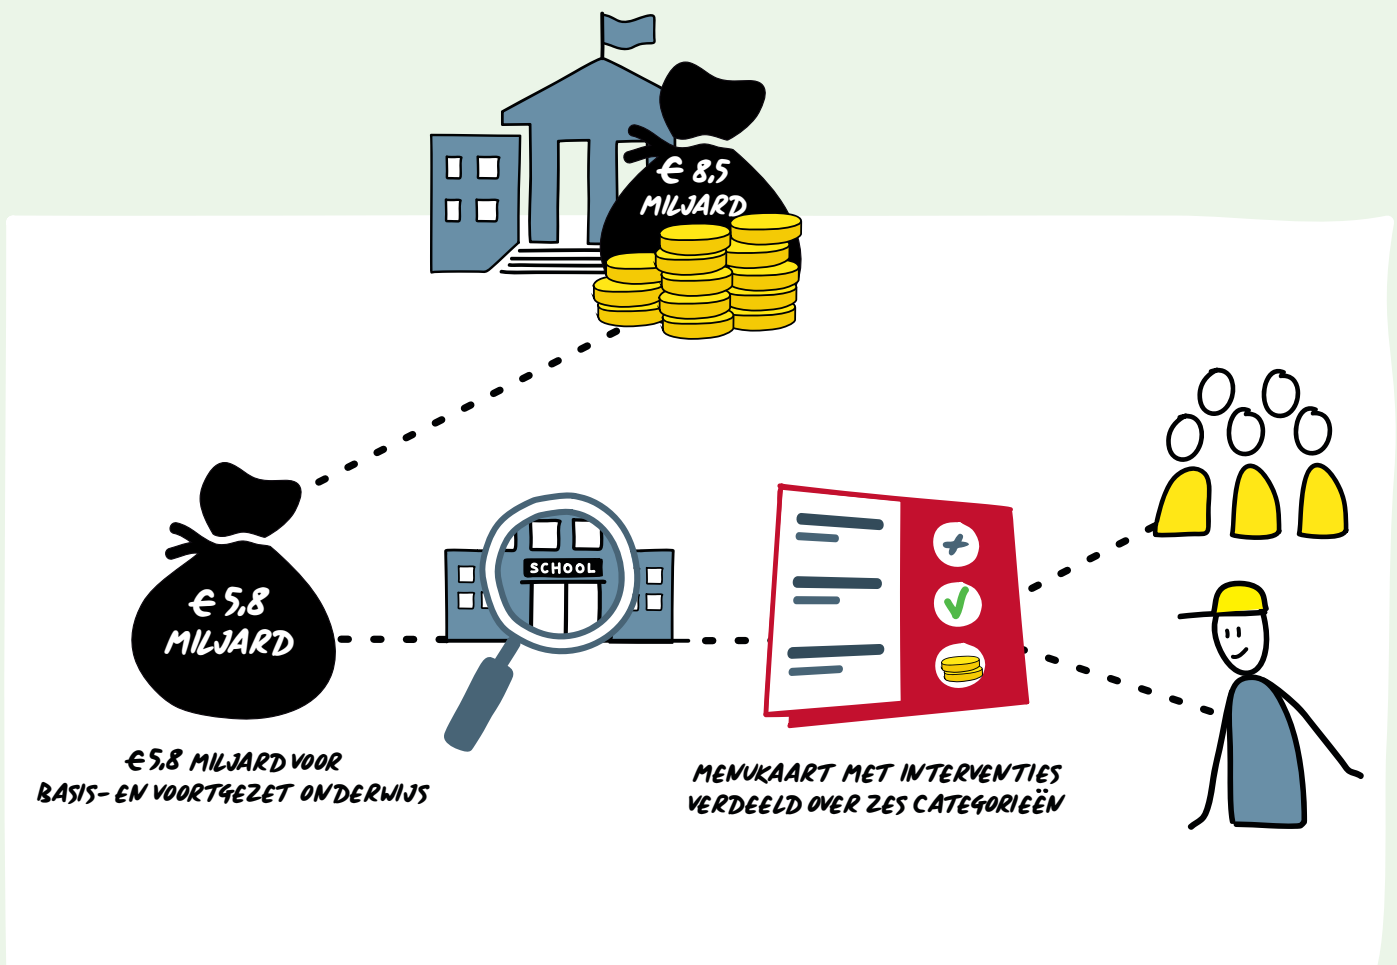 € 8,5
MILJARD
€ 5,8
MILJARD
SCHOOL
€ 5,8 MILJARD VOOR
BASIS- EN VOORTGEZET ONDERWIJS
MENUKAART MET INTERVENTIES
VERDEELD OVER ZES CATEGORIEËN